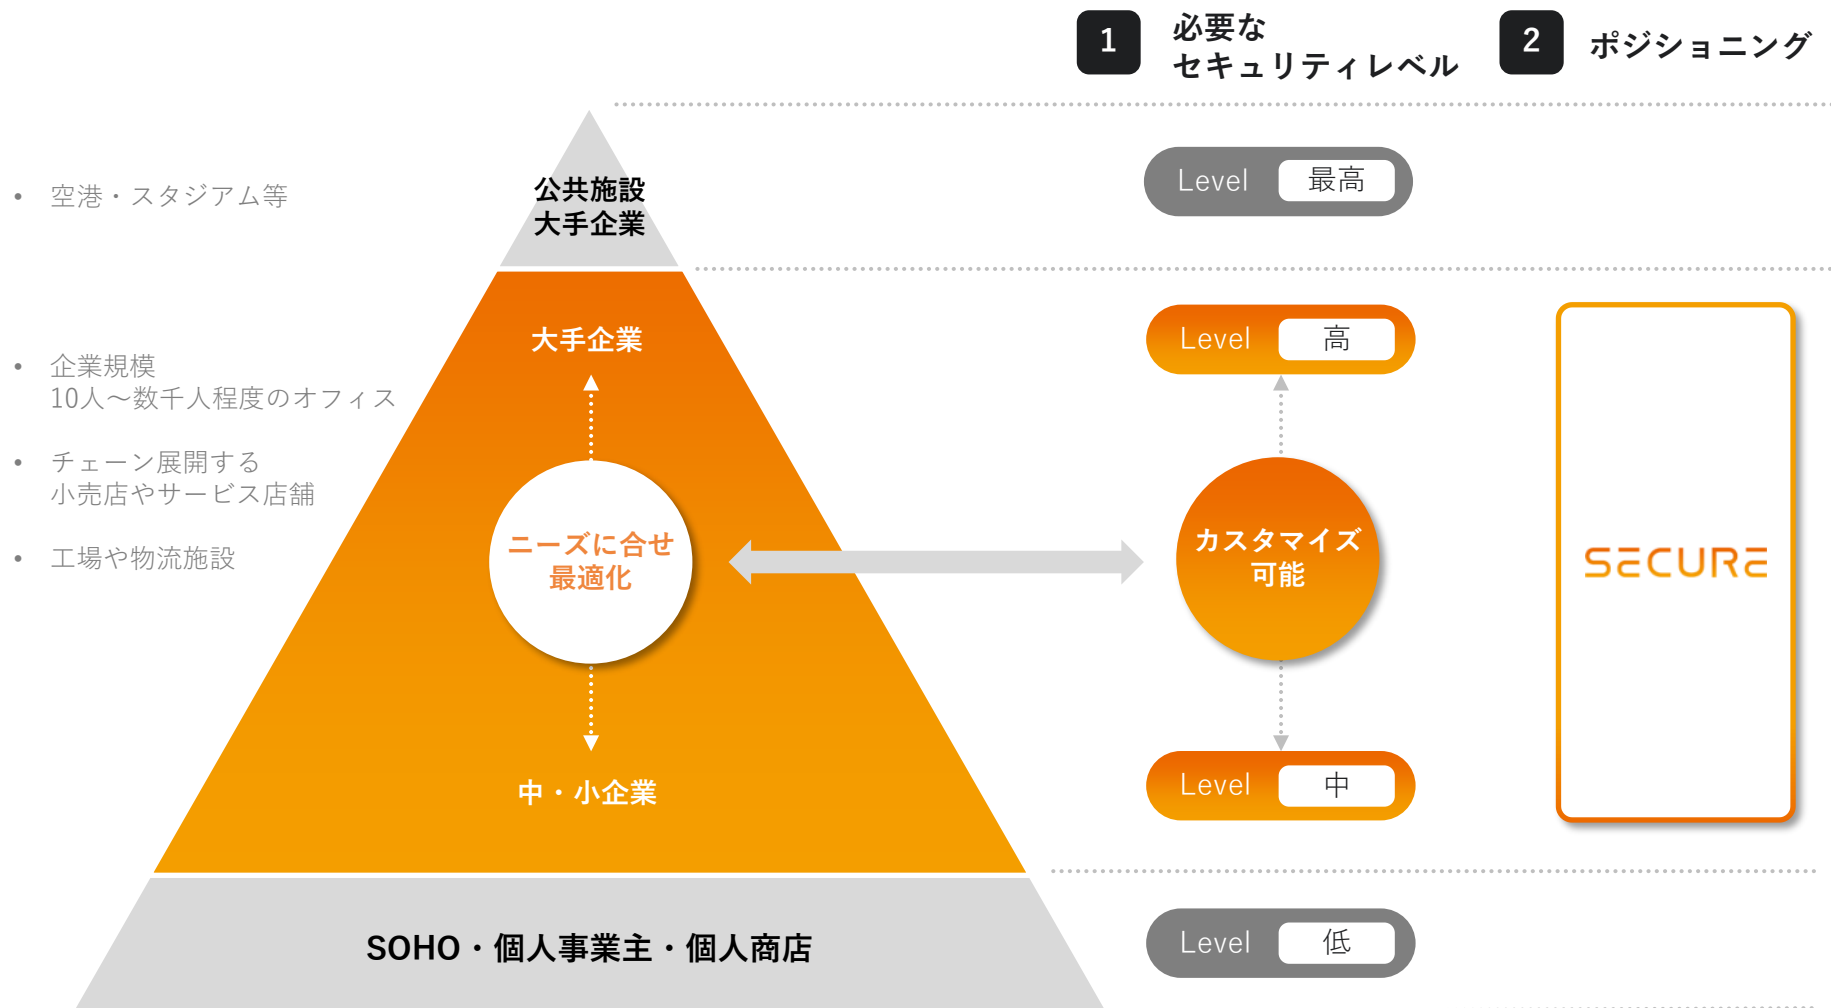 1
必要な
セキュリティレベル
2
ポジショニング
• 空港・スタジアム等
公共施設
大手企業
Level 最高
• 企業規模
10人～数千人程度のオフィス
• チェーン展開する
小売店やサービス店舗
• 工場や物流施設
大手企業
ニーズに合せ
最適化
中・小企業
Level 高
カスタマイズ
可能
Level 中
SECURE
SOHO・個人事業主・個人商店
Level 低